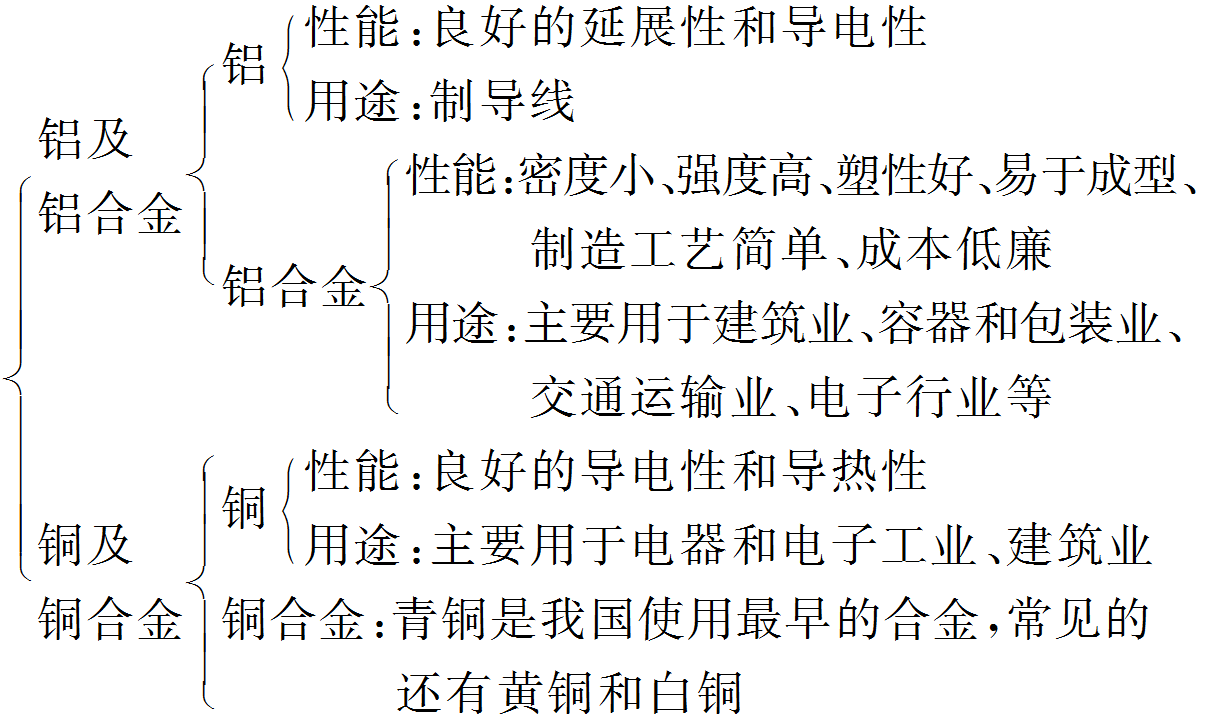 铝及
铝合金
铝
性能:良好的延展性和导电性
用途:制导线
铝合金
性能:密度小、强度高、塑性好、易于成型、
制造工艺简单、成本低廉
用途:主要用于建筑业、容器和包装业、
交通运输业、电子行业等
铜及
铜合金
铜
性能:良好的导电性和导热性
用途:主要用于电器和电子工业、建筑业
铜合金:青铜是我国使用最早的合金,常见的
还有黄铜和白铜